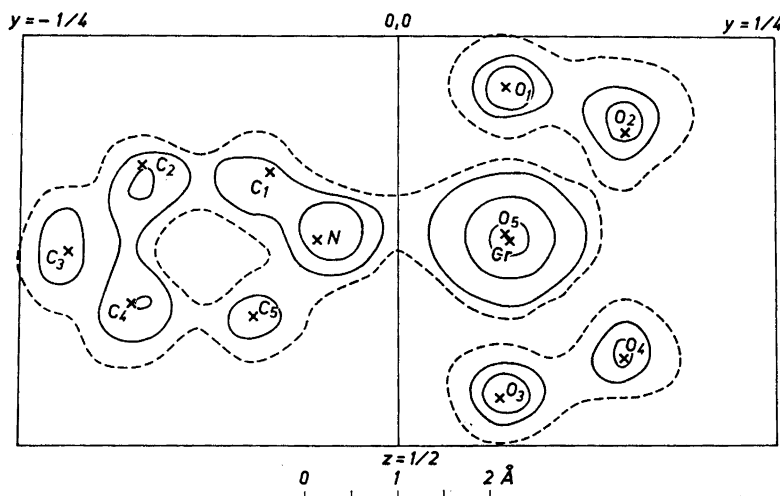 y = - 1/4 0,0 y = 1/4
O1
O2
C2
C1
O5
N
Gr
C3
C4
C5
O4
O3
z = 1/2
0 1 2 Å